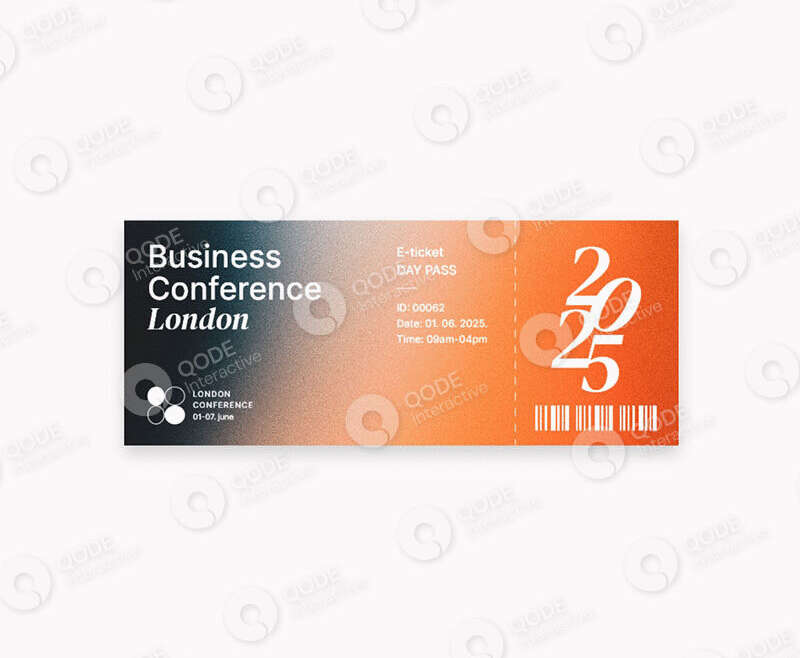 Business
Conference
London
LONDON
CONFERENCE
01-07. june
E-ticket
DAY PASS
ID: 00062
Date: 01. 06. 2025.
Time: 09am-04pm
2025
QODE
Interactive